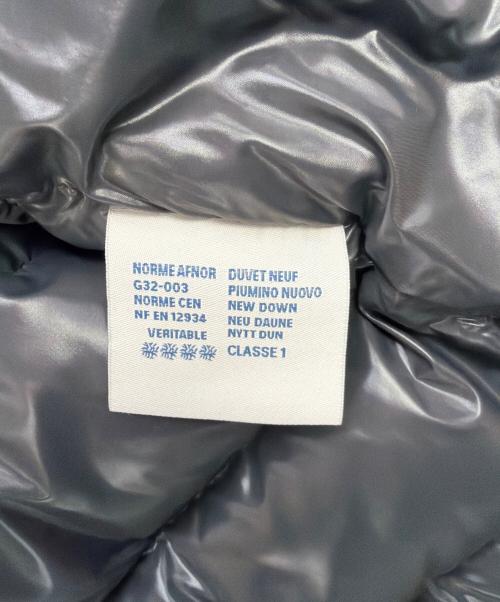 NORME AFNOR
G32-003
NORME CEN
NF EN 12934
VERITABLE
DUVET NEUF
PIUMINO NUOVO
NEW DOWN
NEU DAUNE
NYTT DUN
CLASSE 1